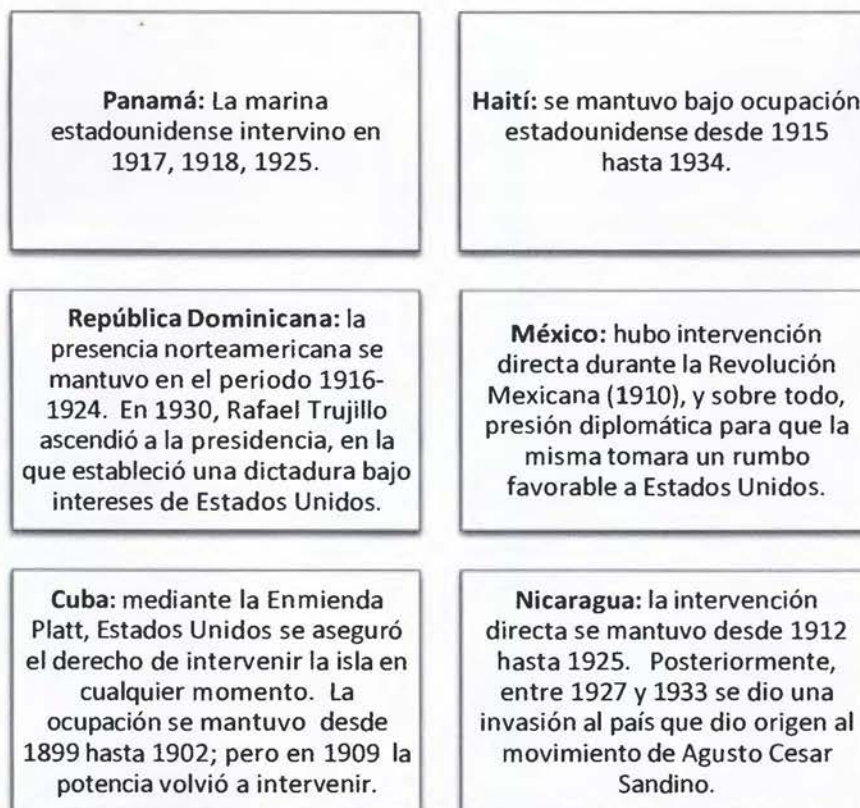 Panamá: La marina
estadounidense intervino en
1917, 1918, 1925.
Haití: se mantuvo bajo ocupación
estadounidense desde 1915
hasta 1934.
República Dominicana: la
presencia norteamericana se
mantuvo en el periodo 1916-
1924. En 1930, Rafael Trujillo
ascendió a la presidencia, en la
que estableció una dictadura bajo
intereses de Estados Unidos.
México: hubo intervención
directa durante la Revolución
Mexicana (1910), y sobre todo,
presión diplomática para que la
misma tomara un rumbo
favorable a Estados Unidos.
Cuba: mediante la Enmienda
Platt, Estados Unidos se aseguró
el derecho de intervenir la isla en
cualquier momento. La
ocupación se mantuvo desde
1899 hasta 1902; pero en 1909 la
potencia volvió a intervenir.
Nicaragua: la intervención
directa se mantuvo desde 1912
hasta 1925. Posteriormente,
entre 1927 y 1933 se dio una
invasión al país que dio origen al
movimiento de Agusto Cesar
Sandino.